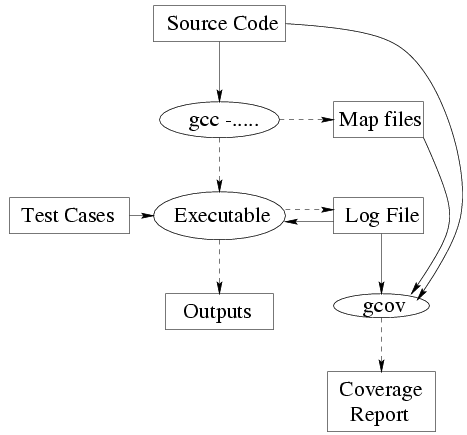 Source Code
gcc -.....
Map files
Test Cases
Executable
Log File
Outputs
gcov
Coverage
Report